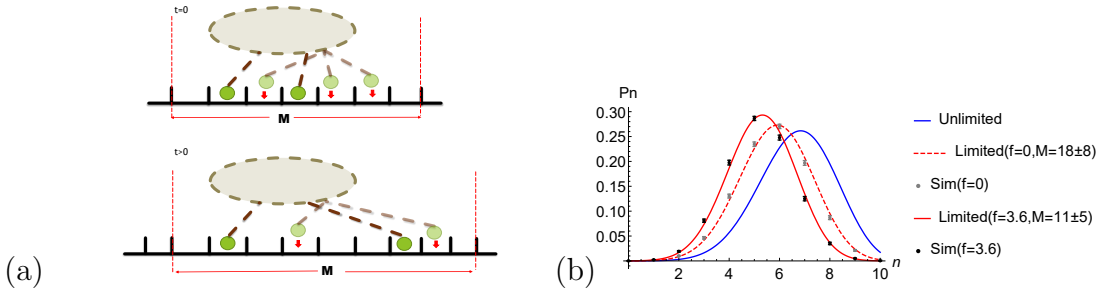 t=0
M
t>0
M
(a)
Pn
0.30
0.25
0.20
0.15
0.10
0.05
2 4 6 8 10 n
Unlimited
Limited(f=0,M=18±8)
Sim(f=0)
Limited(f=3.6,M=11±5)
Sim(f=3.6)
(b)